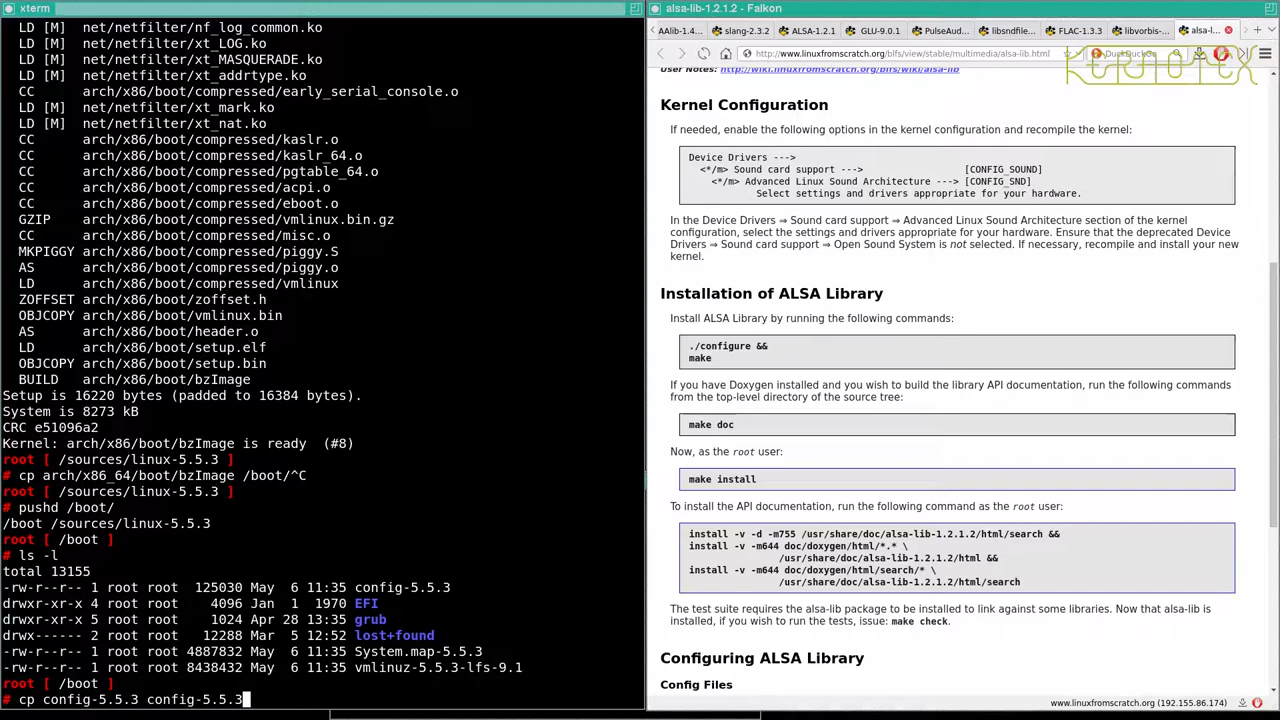 xterm
LD [M]  net/netfilter/nf_log_common.ko
LD [M]  net/netfilter/xt_LOG.ko
LD [M]  net/netfilter/xt_MASQUERADE.ko
LD [M]  net/netfilter/xt_addrtype.ko
CC      arch/x86/boot/compressed/early_serial_console.o
LD [M]  net/netfilter/xt_mark.ko
LD [M]  net/netfilter/xt_nat.ko
CC      arch/x86/boot/compressed/kaslr.o
CC      arch/x86/boot/compressed/kaslr_64.o
CC      arch/x86/boot/compressed/pgtable_64.o
CC      arch/x86/boot/compressed/acpi.o
CC      arch/x86/boot/compressed/eboot.o
GZIP    arch/x86/boot/compressed/vmlinux.bin.gz
CC      arch/x86/boot/compressed/misc.o
MKPIGGY arch/x86/boot/compressed/piggy.S
AS      arch/x86/boot/compressed/piggy.o
LD      arch/x86/boot/compressed/vmlinux
ZOFFSET arch/x86/boot/zoffset.h
OBJCOPY arch/x86/boot/vmlinux.bin
AS      arch/x86/boot/header.o
LD      arch/x86/boot/setup.elf
OBJCOPY arch/x86/boot/setup.bin
BUILD   arch/x86/boot/bzImage
Setup is 16220 bytes (padded to 16384 bytes).
System is 8273 kB
CRC e51096a2
Kernel: arch/x86/boot/bzImage is ready  (#8)
root [ /sources/linux-5.5.3 ]
# cp arch/x86_64/boot/bzImage /boot/^C
root [ /sources/linux-5.5.3 ]
# pushd /boot/
/boot /sources/linux-5.5.3
root [ /boot ]
# ls -l
total 13155
-rw-r--r-- 1 root root  125030 May  6 11:35 config-5.5.3
drwxr-xr-x 4 root root    4096 Jan  1  1970 EFI
drwxr-xr-x 5 root root    1024 Apr 28 13:35 grub
drwx------ 2 root root   12288 Mar  5 12:52 lost+found
-rw-r--r-- 1 root root 4887832 May  6 11:35 System.map-5.5.3
-rw-r--r-- 1 root root 8438432 May  6 11:35 vmlinuz-5.5.3-lfs-9.1
root [ /boot ]
# cp config-5.5.3 config-5.5.3
alsa-lib-1.2.1.2 - Falkon
AAlib-1.4... slang-2.3.2 ALSA-1.2.1 GLU-9.0.1 PulseAud... libsndfile... FLAC-1.3.3 libvorbis-... alsa-l...
http://www.linuxfromscratch.org/blfs/view/stable/multimedia/alsa-lib.html DuckDuckGo
KERNOTEX
User Notes: http://wiki.linuxfromscratch.org/blfs/wiki/alsa-lib
Kernel Configuration
If needed, enable the following options in the kernel configuration and recompile the kernel:
Device Drivers --->
<*/m> Sound card support --->                 [CONFIG_SOUND]
<*/m> Advanced Linux Sound Architecture ---> [CONFIG_SND]
Select settings and drivers appropriate for your hardware.
In the Device Drivers ⇒ Sound card support ⇒ Advanced Linux Sound Architecture section of the kernel
configuration, select the settings and drivers appropriate for your hardware. Ensure that the deprecated Device
Drivers ⇒ Sound card support ⇒ Open Sound System is not selected. If necessary, recompile and install your new
kernel.
Installation of ALSA Library
Install ALSA Library by running the following commands:
./configure &&
make
If you have Doxygen installed and you wish to build the library API documentation, run the following commands
from the top-level directory of the source tree:
make doc
Now, as the root user:
make install
To install the API documentation, run the following command as the root user:
install -v -d -m755 /usr/share/doc/alsa-lib-1.2.1.2/html/search &&
install -v -m644 doc/doxygen/html/*.* \
/usr/share/doc/alsa-lib-1.2.1.2/html &&
install -v -m644 doc/doxygen/html/search/* \
/usr/share/doc/alsa-lib-1.2.1.2/html/search
The test suite requires the alsa-lib package to be installed to link against some libraries. Now that alsa-lib is
installed, if you wish to run the tests, issue: make check.
Configuring ALSA Library
Config Files
www.linuxfromscratch.org (192.155.86.174)